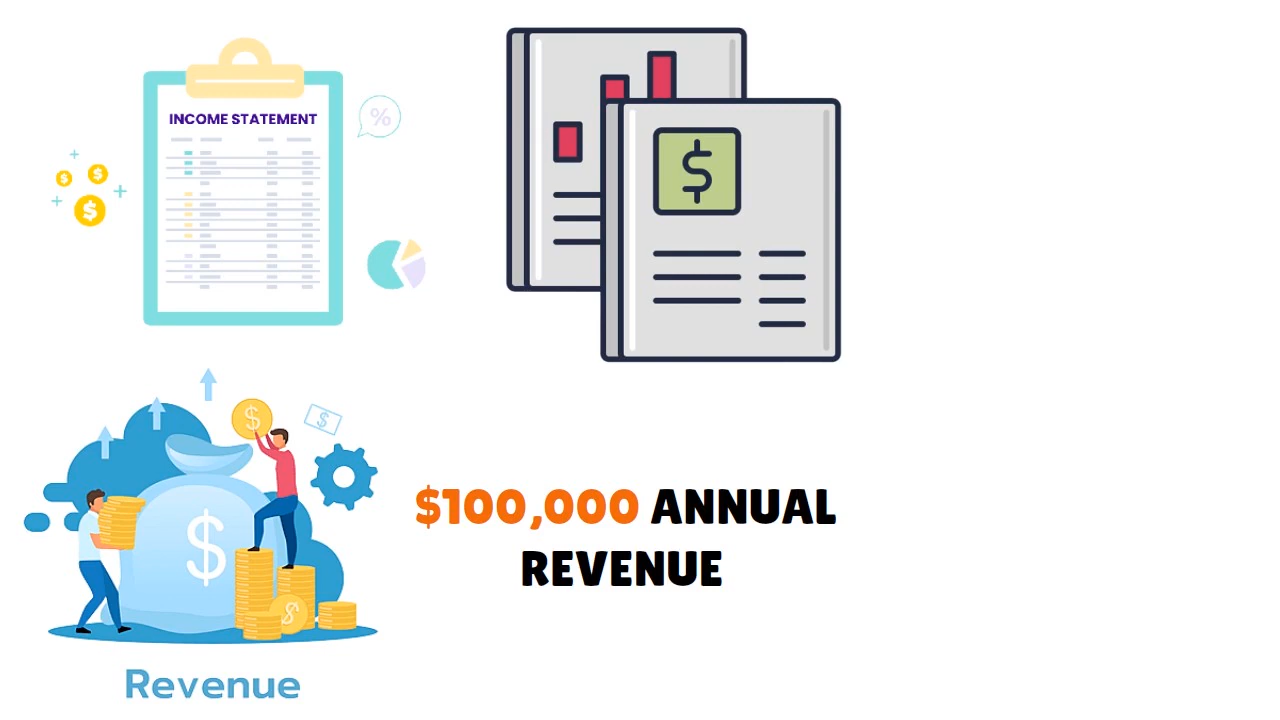 INCOME STATEMENT
%
$
$
$
$
$
$
$
$
$100,000 ANNUAL
REVENUE
Revenue